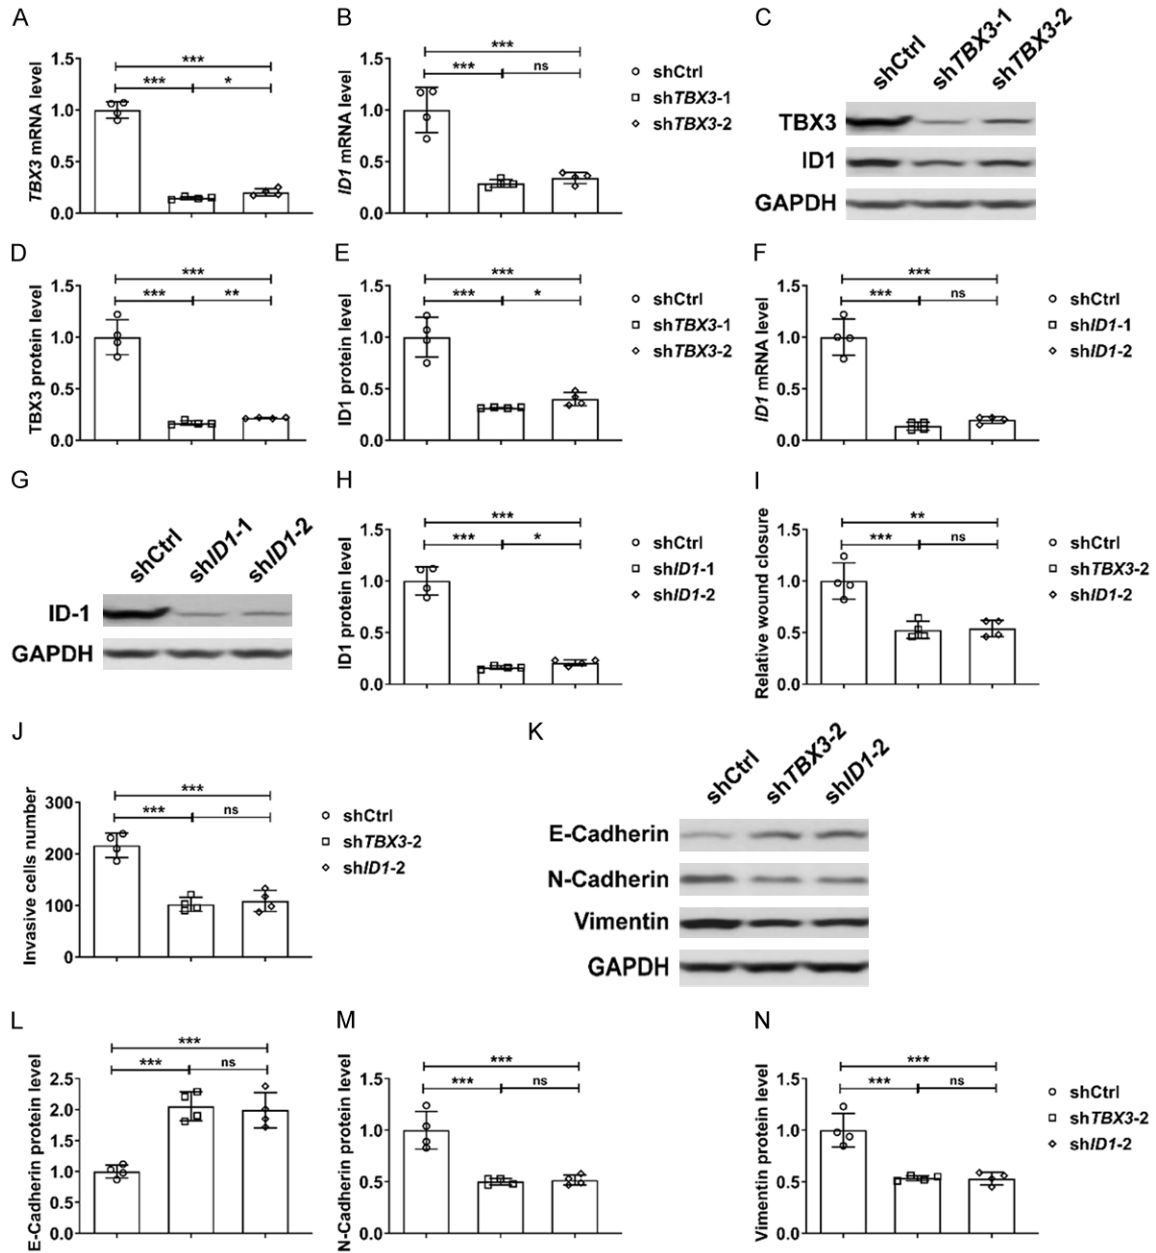 A
TBX3 mRNA level
1.5
1.0
0.5
0.0
***
***
*
B
ID1 mRNA level
1.5
1.0
0.5
0.0
***
***
ns
shCtrl
shTBX3-1
shTBX3-2
C
shCtrl
shTBX3-1
shTBX3-2
TBX3
ID1
GAPDH
D
TBX3 protein level
1.5
1.0
0.5
0.0
***
***
**
E
ID1 protein level
1.5
1.0
0.5
0.0
***
***
*
shCtrl
shTBX3-1
shTBX3-2
F
ID1 mRNA level
1.5
1.0
0.5
0.0
***
***
ns
shCtrl
shID1-1
shID1-2
G
shCtrl
shID1-1
shID1-2
ID-1
GAPDH
H
ID1 protein level
1.5
1.0
0.5
0.0
***
***
*
shCtrl
shID1-1
shID1-2
I
Relative wound closure
1.5
1.0
0.5
0.0
**
***
ns
shCtrl
shTBX3-2
shID1-2
J
Invasive cells number
300
200
100
0
***
***
ns
shCtrl
shTBX3-2
shID1-2
K
shCtrl
shTBX3-2
shID1-2
E-Cadherin
N-Cadherin
Vimentin
GAPDH
L
E-Cadherin protein level
2.5
2.0
1.5
1.0
0.5
0.0
***
***
ns
M
N-Cadherin protein level
1.5
1.0
0.5
0.0
***
***
ns
N
Vimentin protein level
1.5
1.0
0.5
0.0
***
***
ns
shCtrl
shTBX3-2
shID1-2